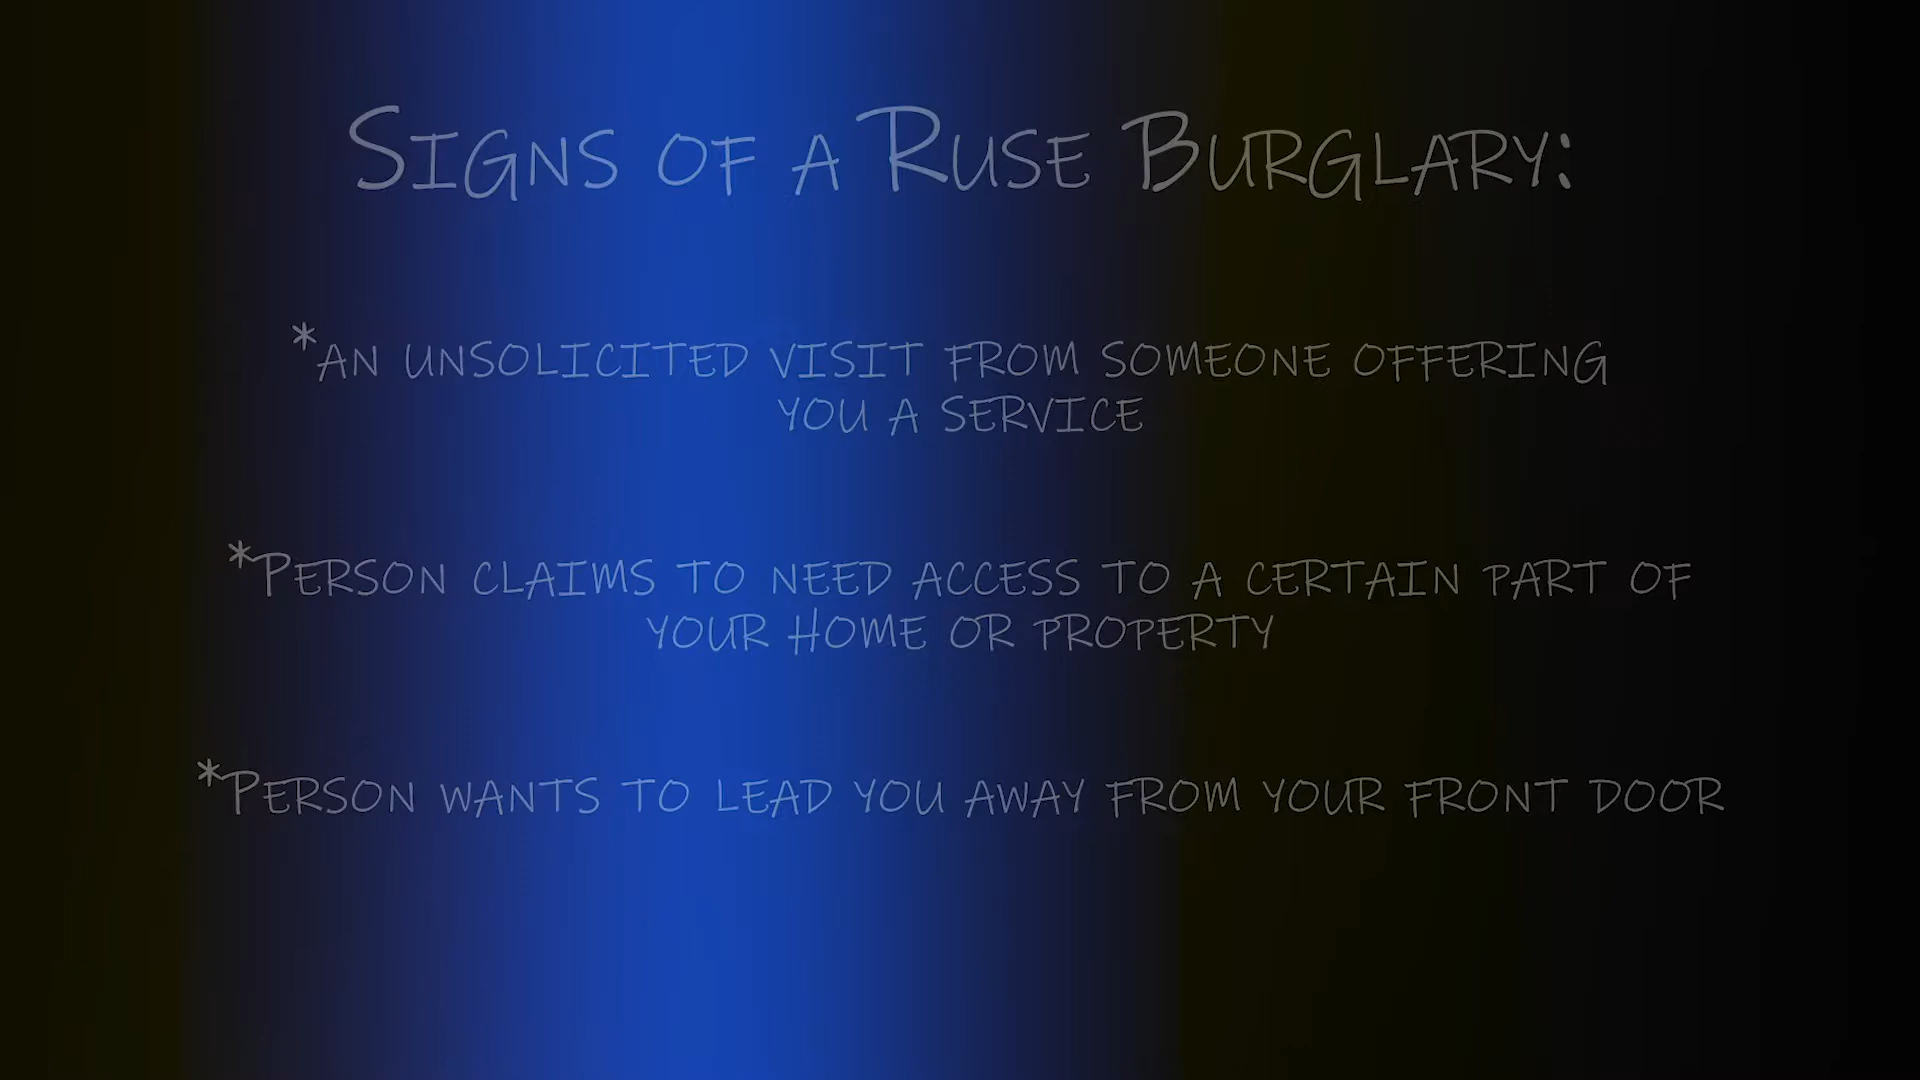 Signs of a Ruse Burglary:
*an unsolicited visit from someone offering
you a service
*Person claims to need access to a certain part of
your home or property
*Person wants to lead you away from your front door